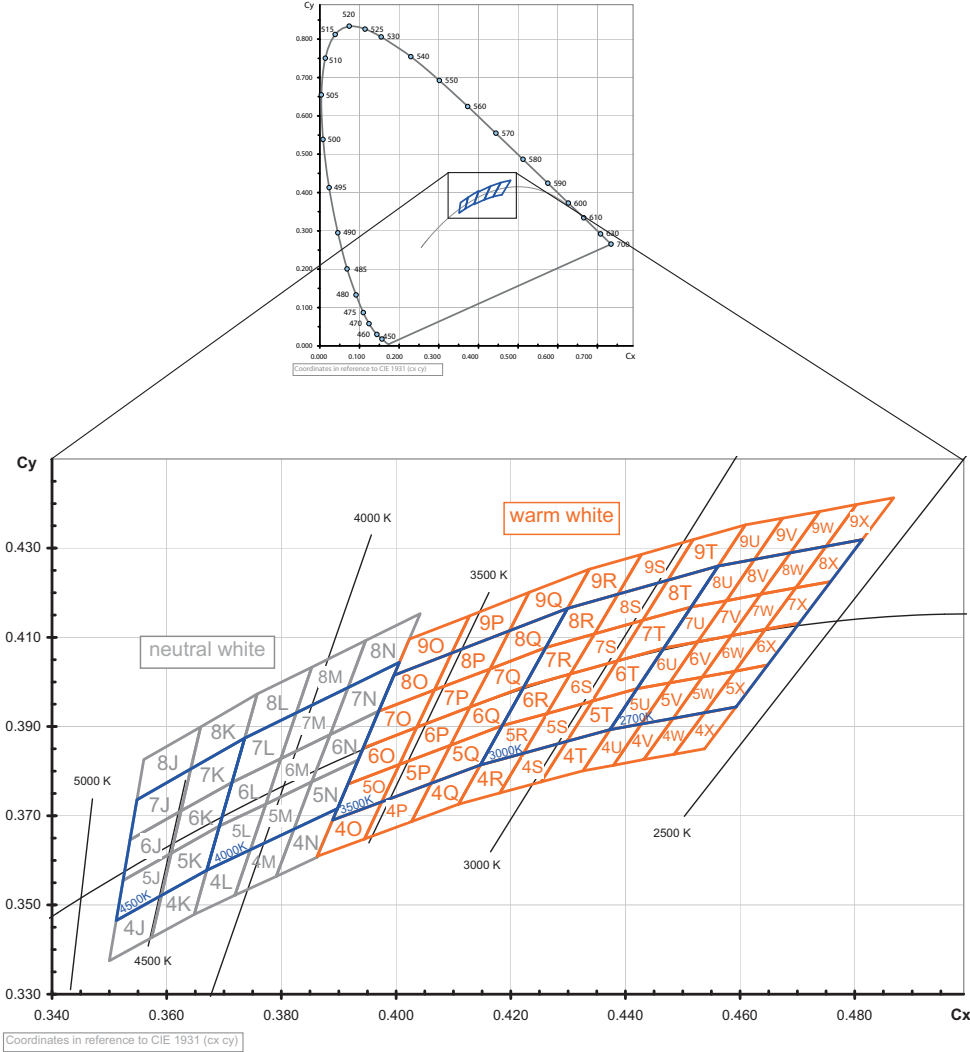 Cy
520
515
525
530
0.800
510
540
0.700
550
505
560
0.600
570
500
0.500
580
495
590
0.400
600
610
0.300
490
630
700
0.200
485
480
0.100
475
470
460
450
0.000
0.000 0.100 0.200 0.300 0.400 0.500 0.600 0.700 Cx
Coordinates in reference to CIE 1931 (cx cy)
Cy
warm white
neutral white
4000 K
3500 K
5000 K
4500 K
3000 K
2500 K
0.430
0.410
0.390
0.370
0.350
0.330
9O 9P 9Q 9R 9S 9T 9U 9V 9W 9X
8J 8K 8L 8M 8N 8O 8P 8Q 8R 8S 8T 8U 8V 8W 8X
7J 7K 7L 7M 7N 7O 7P 7Q 7R 7S 7T 7U 7V 7W 7X
6J 6K 6L 6M 6N 6O 6P 6Q 6R 6S 6T 6U 6V 6W 6X
5J 5K 5L 5M 5N 5O 5P 5Q 5R 5S 5T 5U 5V 5W 5X
4J 4K 4L 4M 4N 4O 4P 4Q 4R 4S 4T 4U 4V 4W 4X
4500K
4000K
3500K
3000K
2700K
0.340 0.360 0.380 0.400 0.420 0.440 0.460 0.480 Cx
Coordinates in reference to CIE 1931 (cx cy)